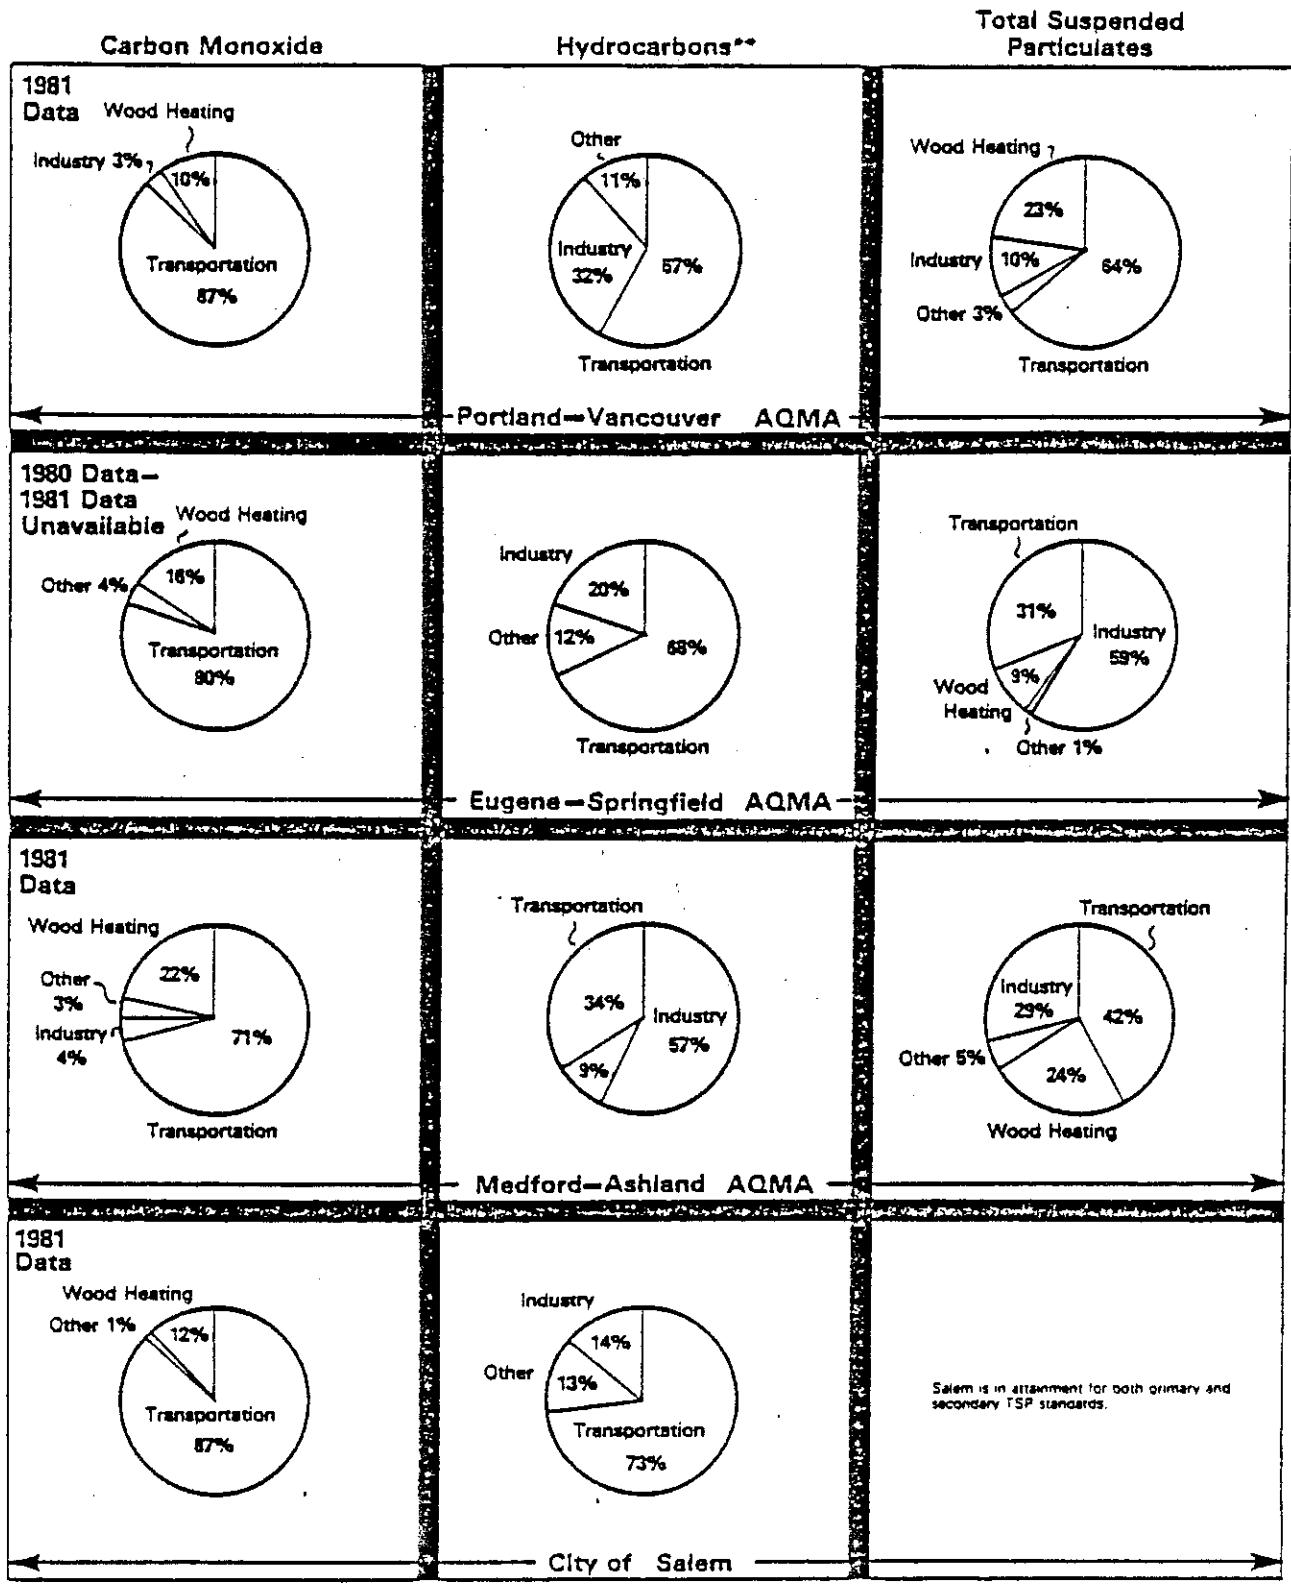 Carbon Monoxide
Hydrocarbons**
Total Suspended
Particulates
1981
Data
Wood Heating
Industry 3%
10%
Transportation
87%
Other
11%
Industry
32%
57%
Transportation
Wood Heating
23%
Industry
10%
64%
Other 3%
Transportation
Portland-Vancouver AQMA
1980 Data-
1981 Data
Unavailable
Wood Heating
Other 4%
16%
Transportation
80%
Industry
20%
Other
12%
68%
Transportation
Transportation
31%
Industry
59%
9%
Wood
Heating
Other 1%
Eugene-Springfield AQMA
1981
Data
Wood Heating
22%
Other
3%
Industry
4%
71%
Transportation
Transportation
34%
Industry
57%
9%
Transportation
Industry
29%
42%
Other 5%
24%
Wood Heating
Medford-Ashland AQMA
1981
Data
Wood Heating
Other 1%
12%
Transportation
87%
Industry
14%
Other
13%
Transportation
73%
Salem is in attainment for both primary and
secondary TSP standards.
City of Salem